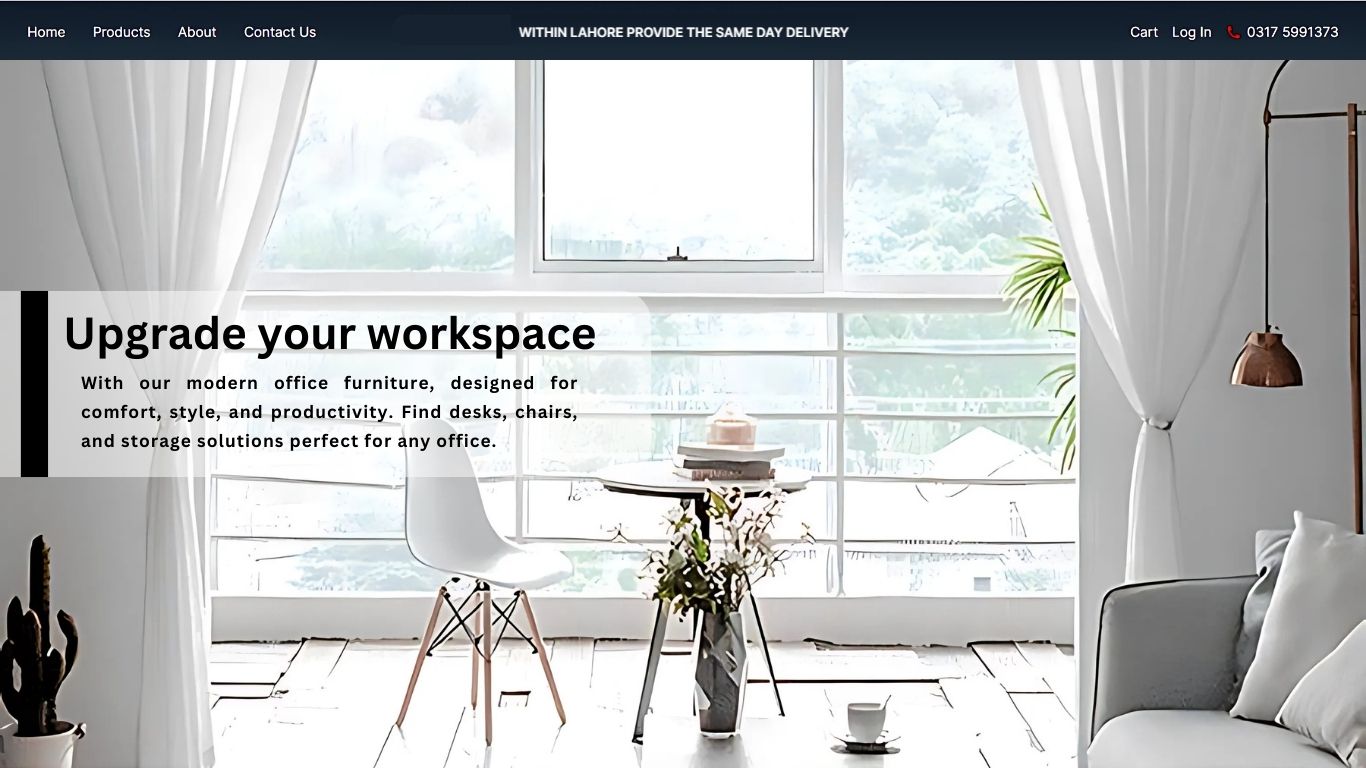 Home Products About Contact Us WITHIN LAHORE PROVIDE THE SAME DAY DELIVERY Cart Log In 0317 5991373
Upgrade your workspace
With our modern office furniture, designed for
comfort, style, and productivity. Find desks, chairs,
and storage solutions perfect for any office.